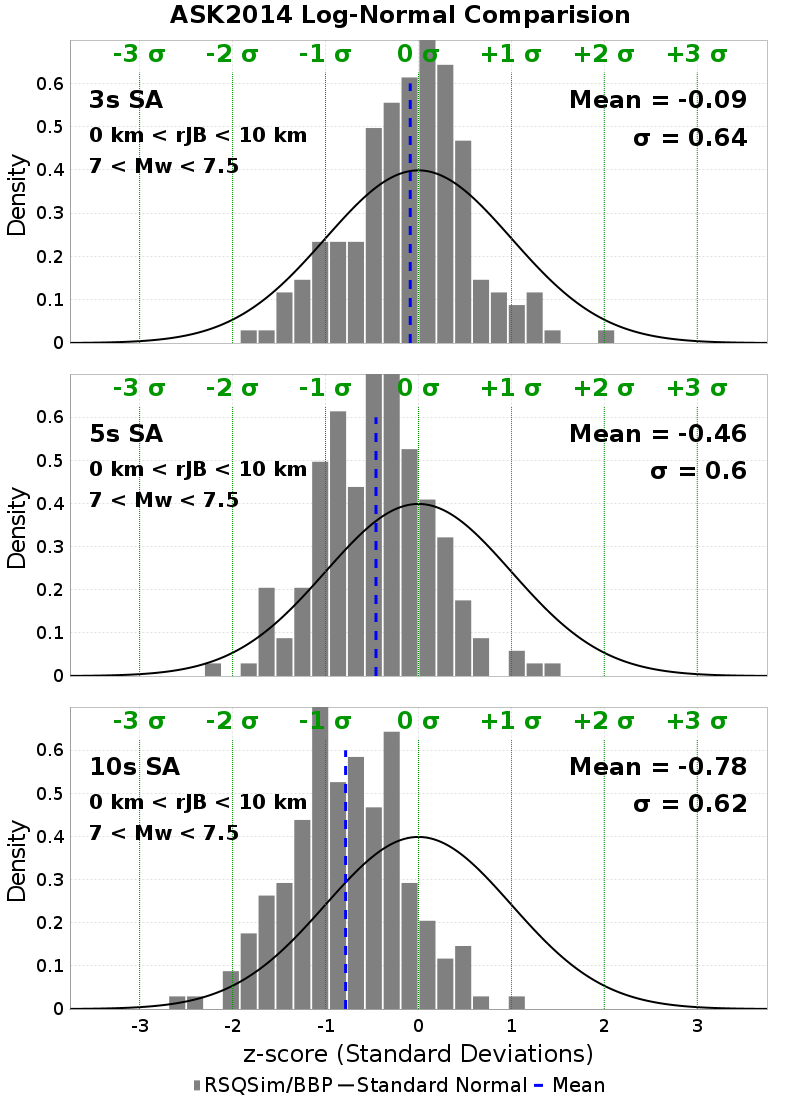 ASK2014 Log-Normal Comparision
-3 σ -2 σ -1 σ 0 σ +1 σ +2 σ +3 σ
3s SA
Mean = -0.09
0 km < rJB < 10 km
σ = 0.64
7 < Mw < 7.5
Density
0.6
0.5
0.4
0.3
0.2
0.1
0
-3 σ -2 σ -1 σ 0 σ +1 σ +2 σ +3 σ
5s SA
Mean = -0.46
0 km < rJB < 10 km
σ = 0.6
7 < Mw < 7.5
Density
0.6
0.5
0.4
0.3
0.2
0.1
0
-3 σ -2 σ -1 σ 0 σ +1 σ +2 σ +3 σ
10s SA
Mean = -0.78
0 km < rJB < 10 km
σ = 0.62
7 < Mw < 7.5
Density
0.6
0.5
0.4
0.3
0.2
0.1
0
-3 -2 -1 0 1 2 3
z-score (Standard Deviations)
RSQSim/BBP Standard Normal Mean